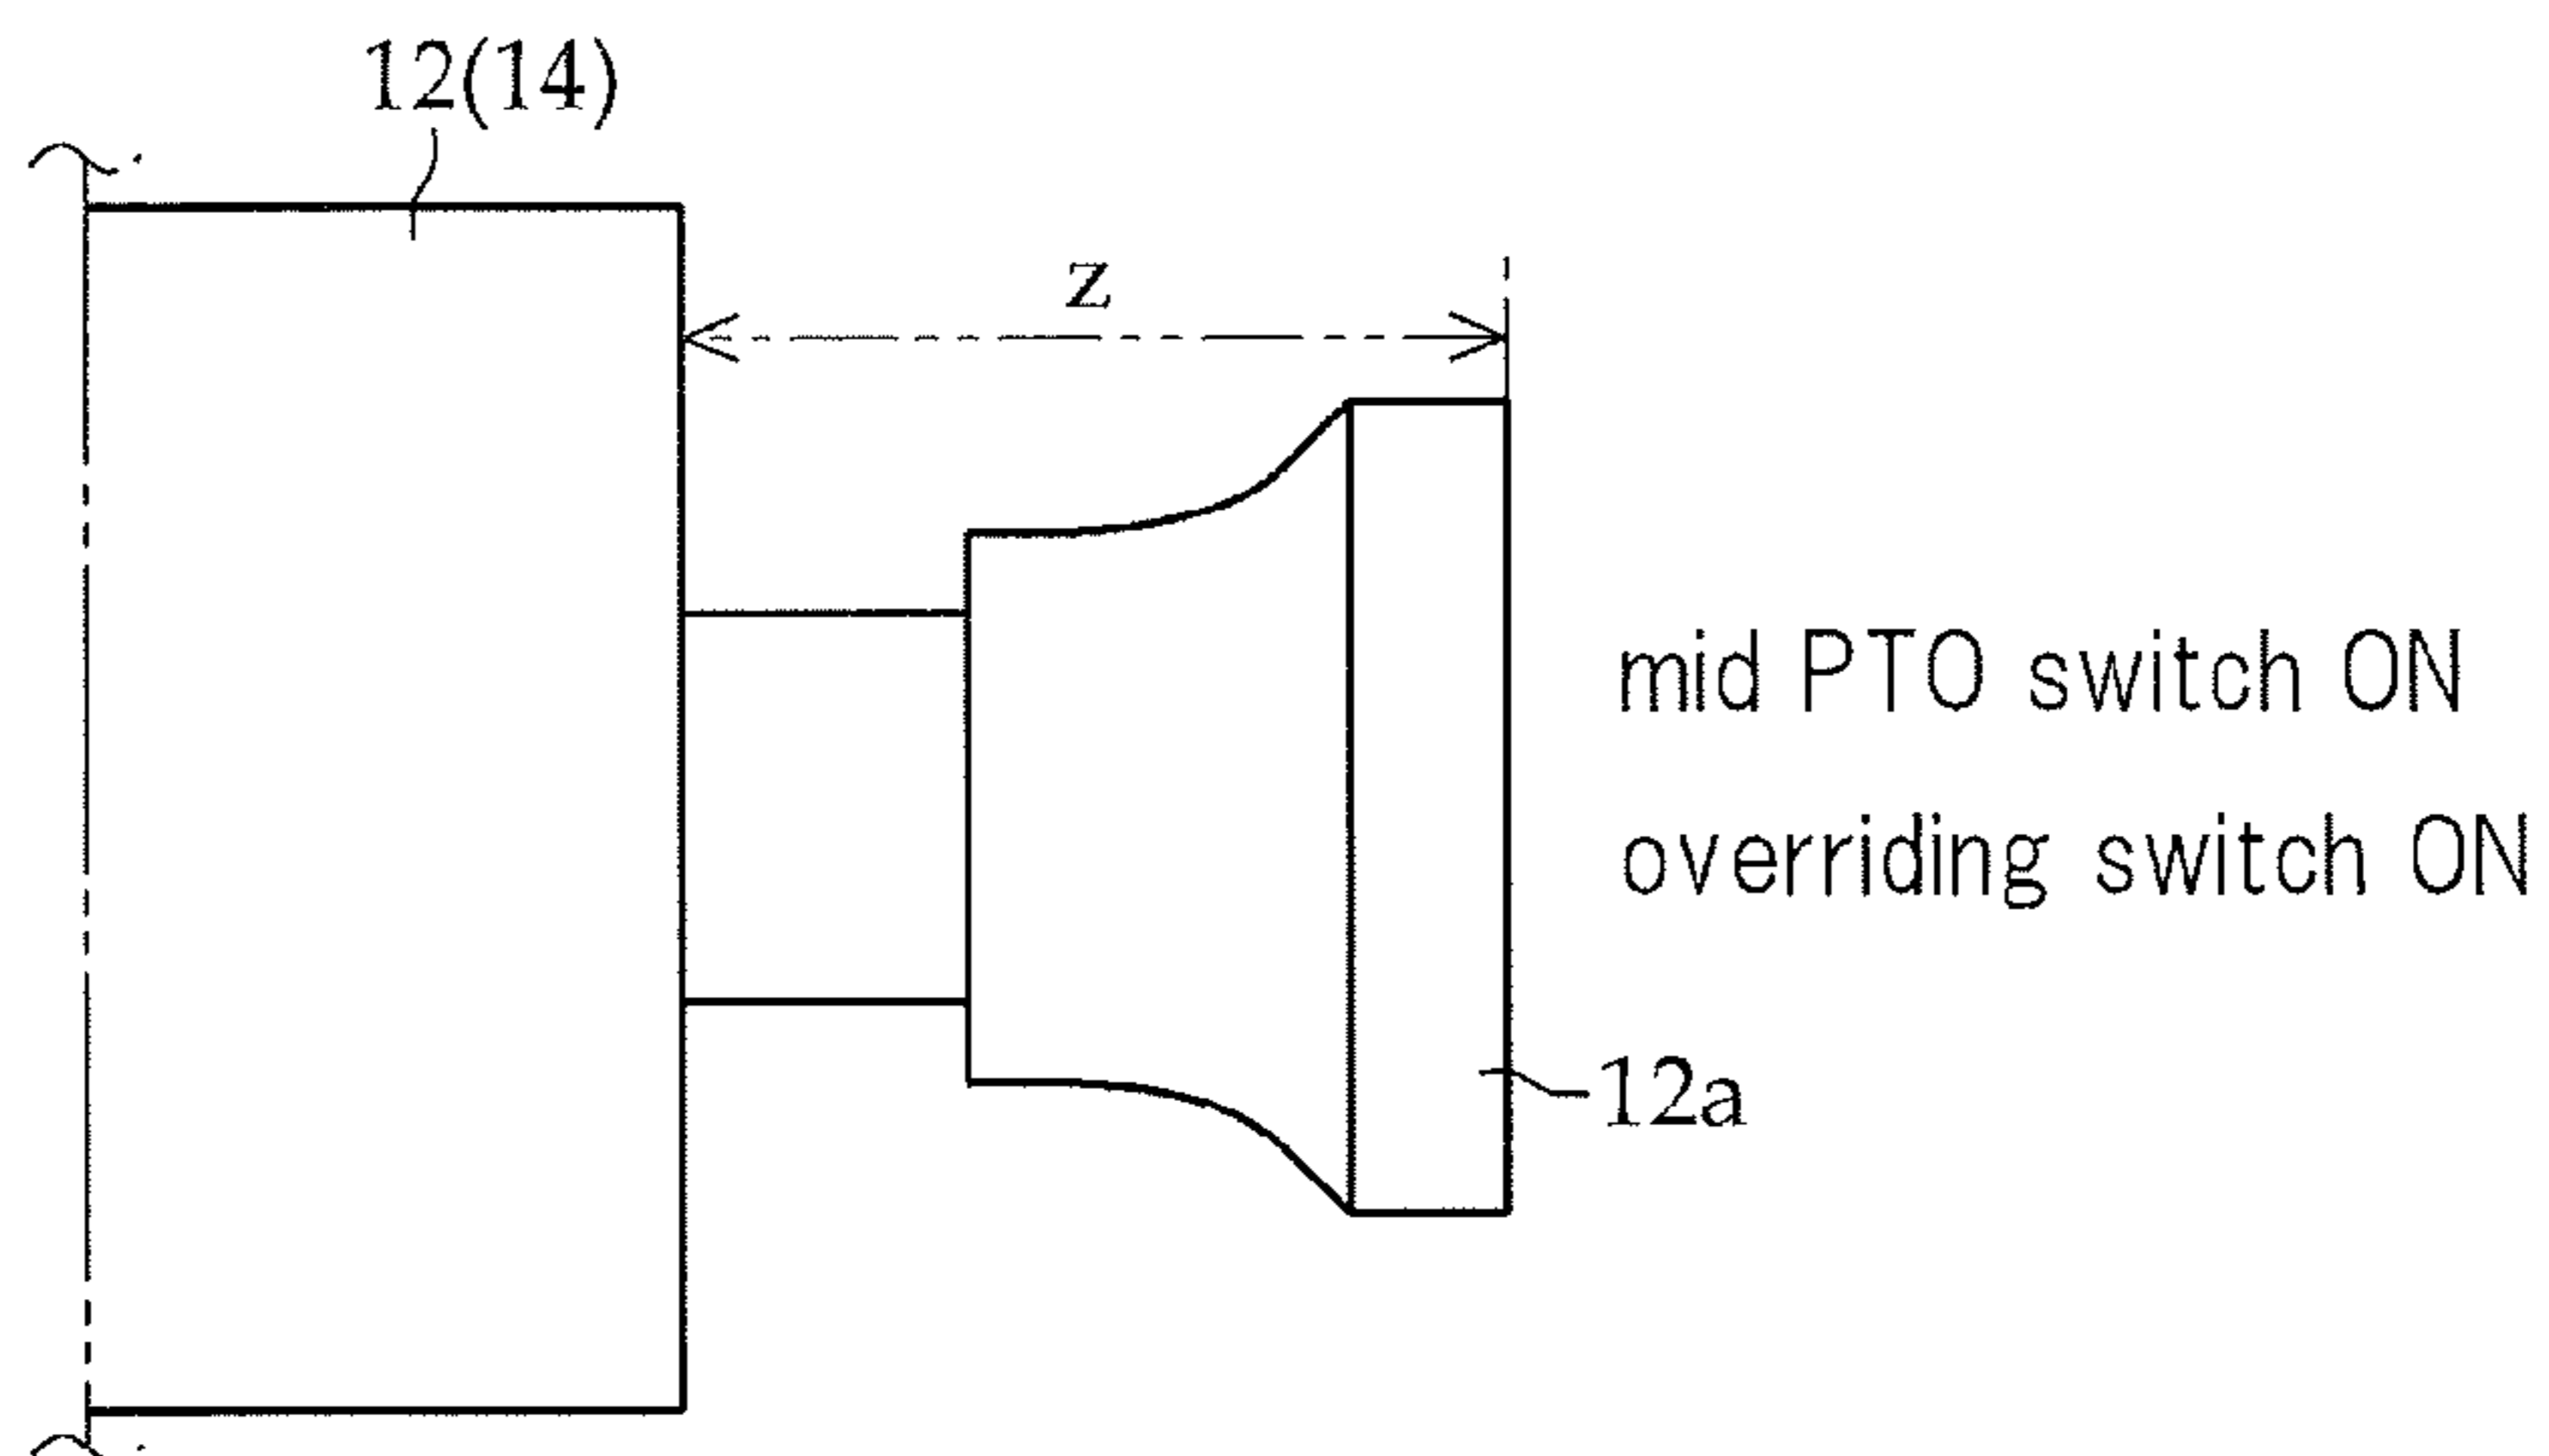 12(14)
z
mid PTO switch ON
overriding switch ON
12a